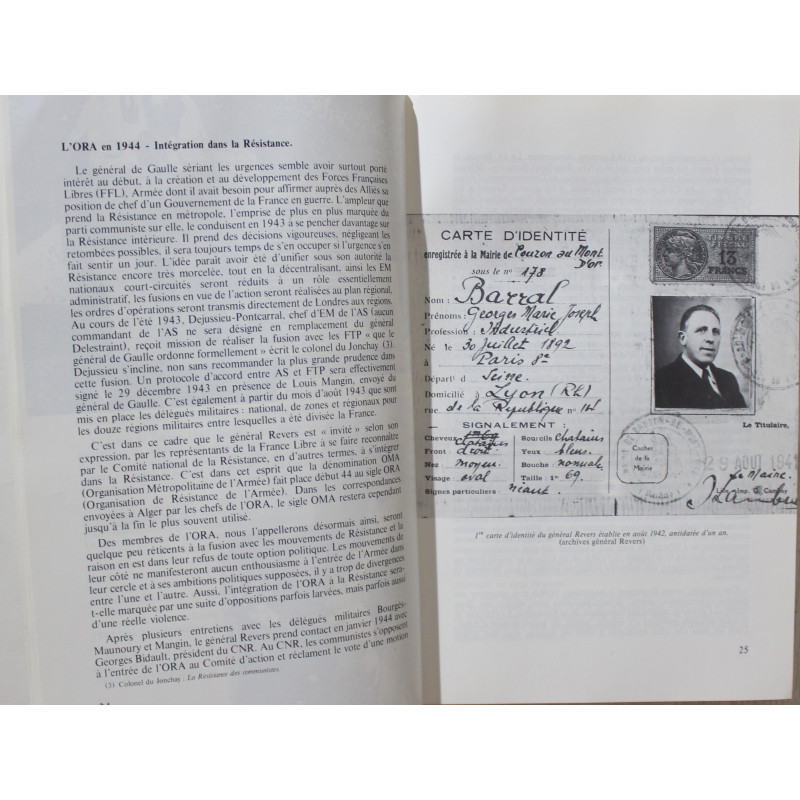 L'ORA en 1944 - Intégration dans la Résistance.
Le général de Gaulle sériant les urgences semble avoir surtout porté
intérêt au début, à la création et au développement des Forces Françaises
Libres (FFL), Armée dont il avait besoin pour affirmer auprès des Alliés sa
position de chef d'un Gouvernement de la France en guerre. L'ampleur que
prend la Résistance en métropole, l'emprise de plus en plus marquée du
parti communiste sur elle, le conduisent en 1943 à se pencher davantage sur
la Résistance intérieure. Il prend des décisions vigoureuses, négligeant les
retombées possibles, il sera toujours temps de s'en occuper si l'urgence s'en
fait sentir un jour. L'idée parait avoir été d'unifier sous son autorité la
Résistance encore très morcelée, tout en la décentralisant, ainsi les EM
nationaux court-circuités seront réduits à un rôle essentiellement
administratif, les fusions en vue de l'action seront réalisées au plan régional,
les ordres d'opérations seront transmis directement de Londres aux régions.
Au cours de l'été 1943, Dejussieu-Pontcarral, chef d'EM de l'AS (aucun
commandant de l'AS ne sera désigné en remplacement du général
Delestraint), reçoit mission de réaliser la fusion avec les FTP « que le
général de Gaulle ordonne formellement » écrit le colonel du Jonchay (3).
Dejussieu s'incline, non sans recommander la plus grande prudence dans
cette fusion. Un protocole d'accord entre AS et FTP sera effectivement
signé le 29 décembre 1943 en présence de Louis Mangin, envoyé du
général de Gaulle. C'est également à partir du mois d'août 1943 que sont
mis en place les délégués militaires : national, de zones et régionaux pour
les douze régions militaires entre lesquelles a été divisée la France.
C'est dans ce cadre que le général Revers est « invité » selon son
expression, par les représentants de la France Libre à se faire reconnaître
par le Comité national de la Résistance, en d'autres termes, à s'intégrer
dans la Résistance. C'est dans cet esprit que la dénomination OMA
(Organisation Métropolitaine de l'Armée) fait place début 44 au sigle ORA
(Organisation de Résistance de l'Armée). Dans les correspondances
envoyées à Alger par les chefs de l'ORA, le sigle OMA restera cependant
jusqu'à la fin le plus souvent utilisé.
Des membres de l'ORA, nous l'appellerons désormais ainsi, seront
quelque peu réticents à la fusion avec les mouvements de Résistance et la
raison en est dans leur refus de toute option politique. Les mouvements de
leur côté ne manifesteront aucun enthousiasme à l'entrée de l'Armée dans
leur cercle et à ses ambitions politiques supposées, il y a trop de divergences
entre l'une et l'autre. Aussi, l'intégration de l'ORA à la Résistance sera-
t-elle marquée par une suite d'oppositions parfois larvées, mais parfois aussi
d'une réelle violence.
Après plusieurs entretiens avec les délégués militaires Bourgès-
Maunoury et Mangin, le général Revers prend contact en janvier 1944 avec
Georges Bidault, président du CNR. Au CNR, les communistes s'opposent
à l'entrée de l'ORA au Comité d'action et réclament le vote d'une motion
(3) Colonel du Jonchay : La Résistance des communistes.
CARTE D'IDENTITÉ
enregistrée à la Mairie de Couzon au Mont
D'or
sous le n° 178
Nom : Barral
Prénoms : Georges Marie Joseph
Profession : Industriel
Né le 30 Juillet 1892
à Paris 8e
Départ d Seine
Domicilié Lyon (Rh)
rue de la République n° 14
SIGNALEMENT :
Cheveux chatains Sourcils chatains
Front droit Yeux bleus
Nez moyen Bouche normale
Visage oval Taille : 1m 69
Signes particuliers : néant
13
FRANCS
Le Titulaire,
Cachet
de la
Mairie
29 AOUT 194
Le Maire
1re carte d'identité du général Revers établie en août 1942, antidatée d'un an.
(archives général Revers)
25